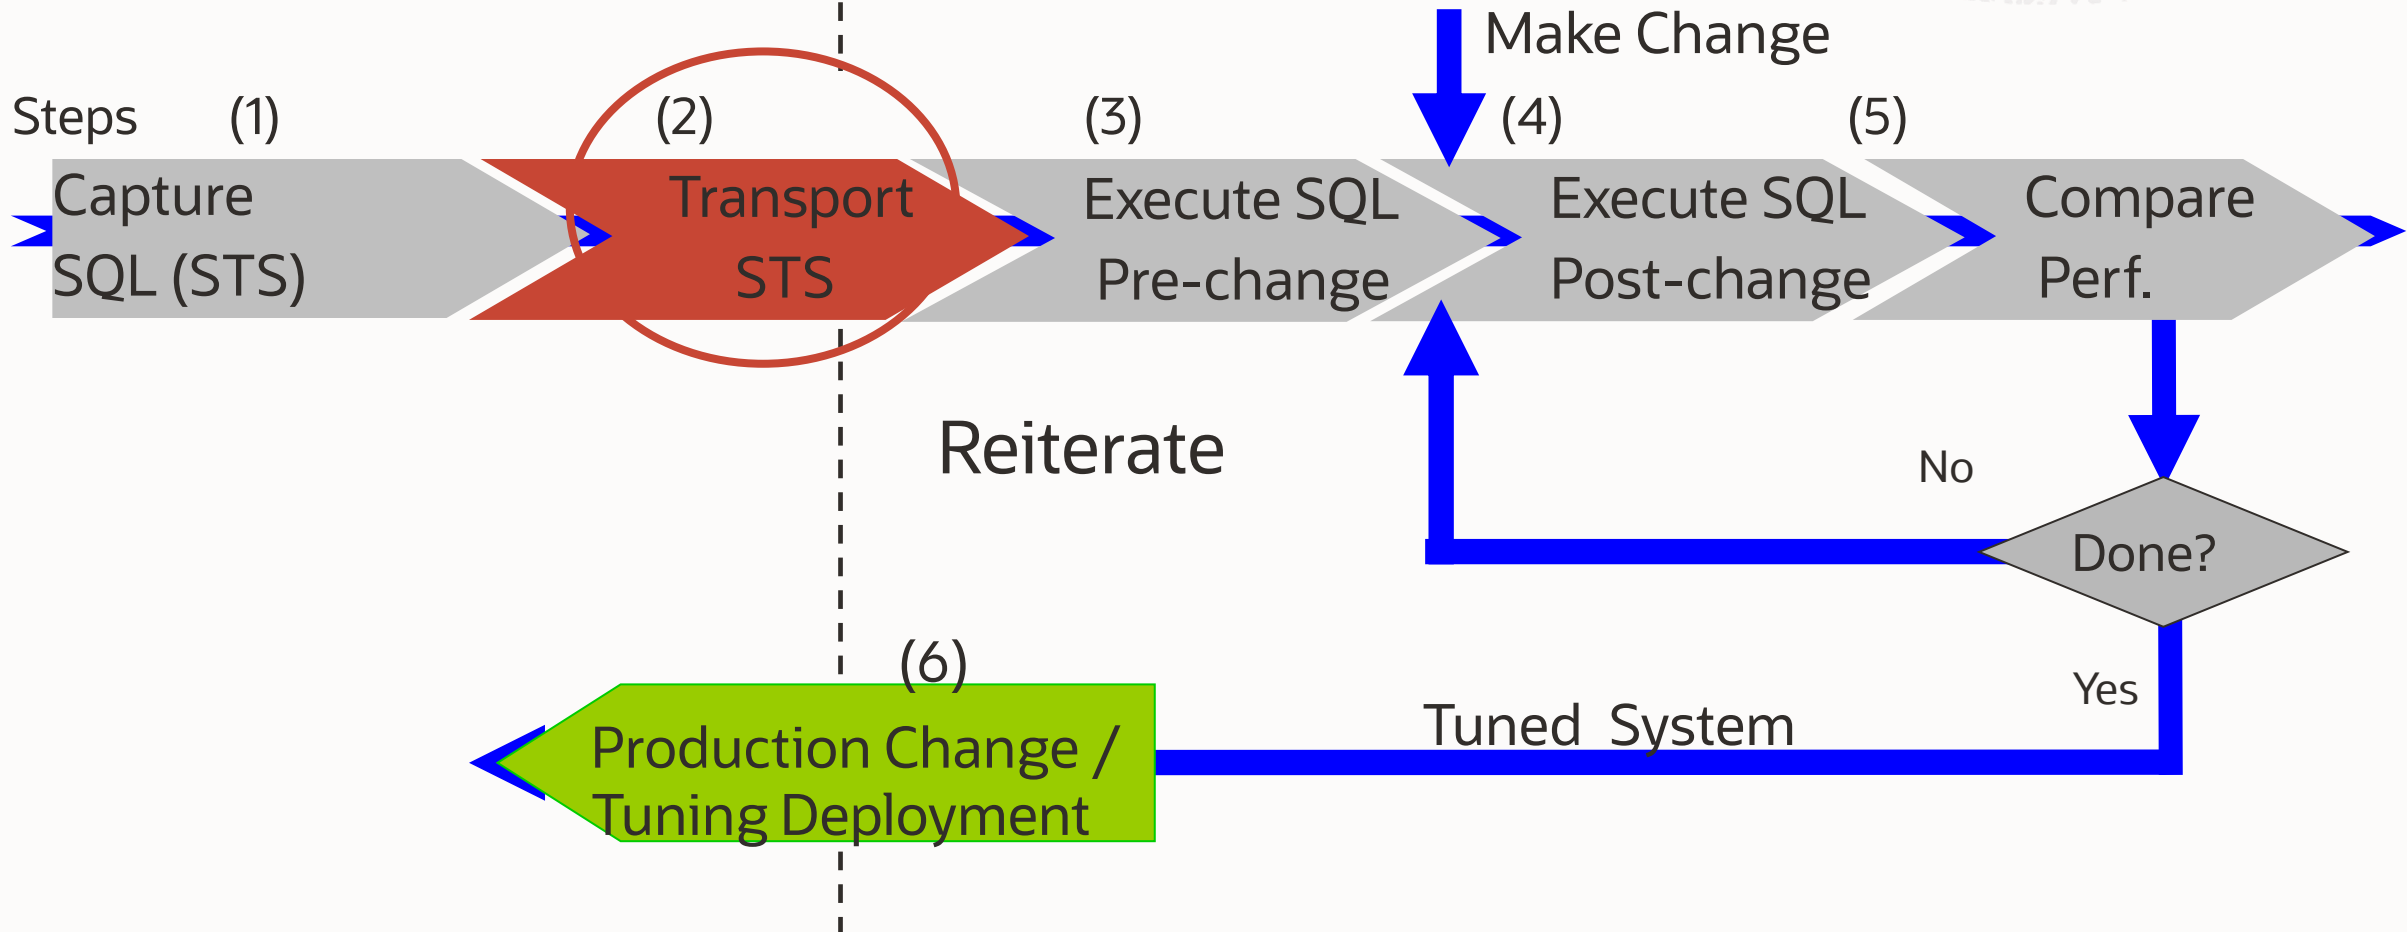 Make Change
Steps (1) (2) (3) (4) (5)
Capture
SQL (STS)
Transport
STS
Execute SQL
Pre-change
Execute SQL
Post-change
Compare
Perf.
Reiterate
No
Done?
Yes
(6)
Tuned System
Production Change /
Tuning Deployment